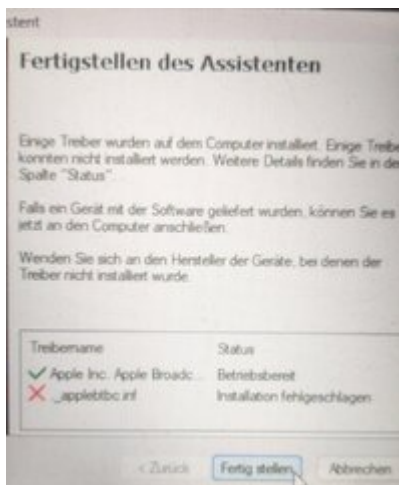 stent
Fertigstellen des Assistenten
Einige Treiber wurden auf dem Computer installiert. Einige Treibe
konnten nicht installiert werden. Weitere Details finden Sie in de
Spalte "Status".
Falls ein Gerät mit der Software geliefert wurden, können Sie es
jetzt an den Computer anschließen.
Wenden Sie sich an den Hersteller der Geräte, bei denen der
Treiber nicht installiert wurde.
Treibername Status
Apple Inc. Apple Broadc... Betriebsbereit
_applebtbc.inf Installation fehlgeschlagen
< Zurück Fertig stellen Abbrechen